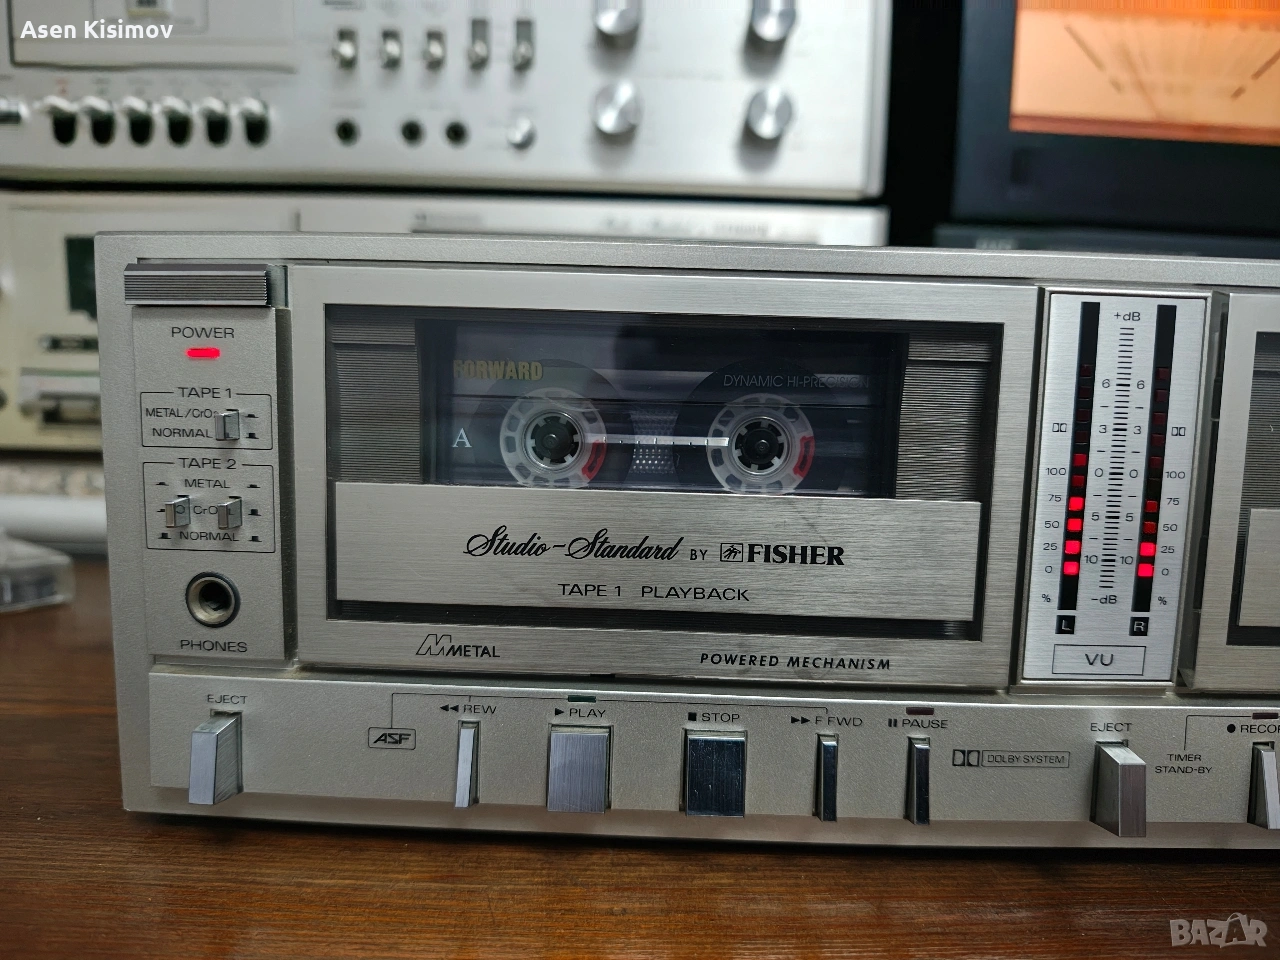 Asen Kisimov
POWER
TAPE 1
METAL/CrO2
NORMAL
TAPE 2
METAL
CrO2
NORMAL
PHONES
FORWARD
DYNAMIC HI-PRECISION
A
Studio-Standard BY FISHER
TAPE 1 PLAYBACK
METAL
POWERED MECHANISM
+dB
6 6
3 3
100 0 0 100
75 75
50 5 5 50
25 25
0 10 10 0
% -dB %
L R
VU
EJECT
ASF
◀◀ REW
▶ PLAY
■ STOP
▶▶ F FWD
❚❚ PAUSE
DOLBY SYSTEM
EJECT
TIMER
STAND-BY
● RECOR
BAZAR